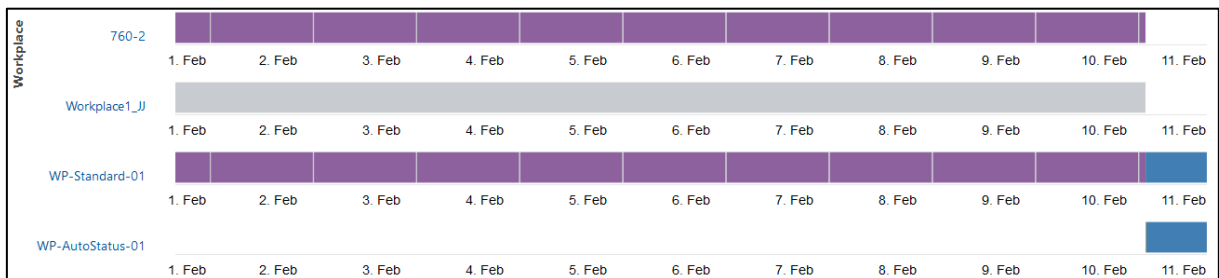 Workplace
760-2
1. Feb 2. Feb 3. Feb 4. Feb 5. Feb 6. Feb 7. Feb 8. Feb 9. Feb 10. Feb 11. Feb
Workplace1_JJ
1. Feb 2. Feb 3. Feb 4. Feb 5. Feb 6. Feb 7. Feb 8. Feb 9. Feb 10. Feb 11. Feb
WP-Standard-01
1. Feb 2. Feb 3. Feb 4. Feb 5. Feb 6. Feb 7. Feb 8. Feb 9. Feb 10. Feb 11. Feb
WP-AutoStatus-01
1. Feb 2. Feb 3. Feb 4. Feb 5. Feb 6. Feb 7. Feb 8. Feb 9. Feb 10. Feb 11. Feb